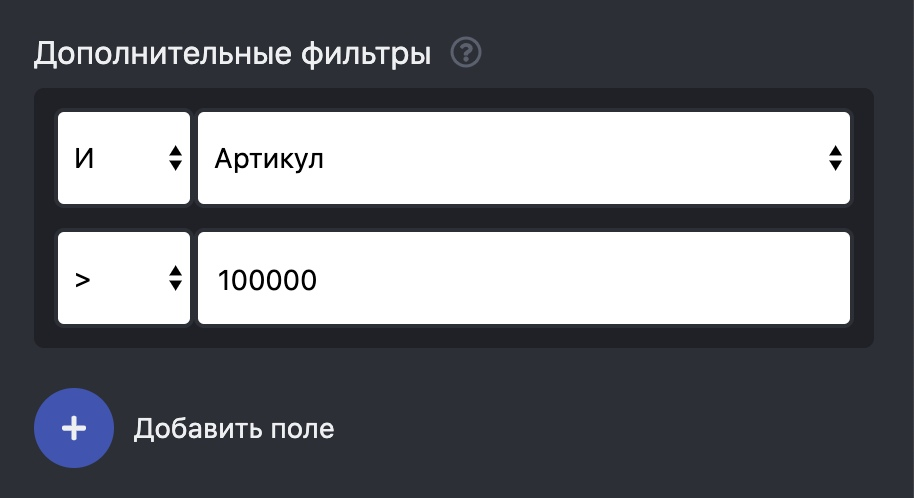 Дополнительные фильтры ?
И Артикул
> 100000
+ Добавить поле